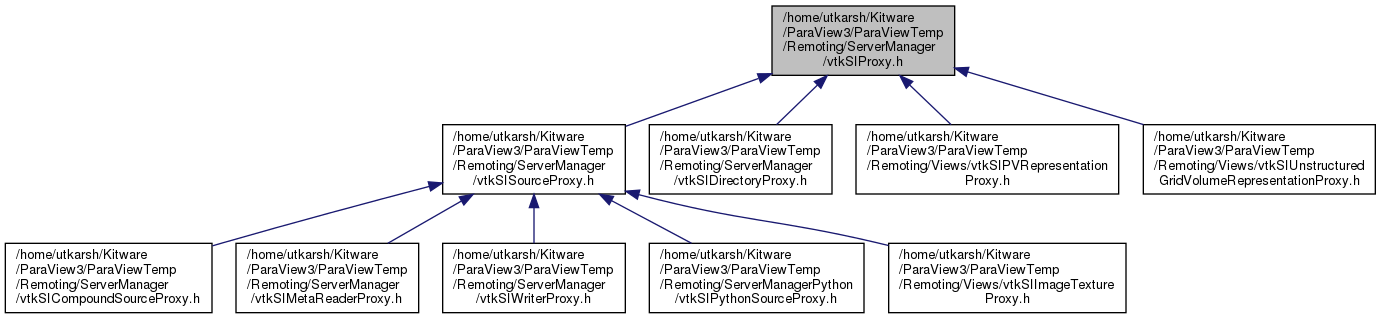 /home/utkarsh/Kitware
/ParaView3/ParaViewTemp
/Remoting/ServerManager
/vtkSIProxy.h
/home/utkarsh/Kitware
/ParaView3/ParaViewTemp
/Remoting/ServerManager
/vtkSISourceProxy.h
/home/utkarsh/Kitware
/ParaView3/ParaViewTemp
/Remoting/ServerManager
/vtkSIDirectoryProxy.h
/home/utkarsh/Kitware
/ParaView3/ParaViewTemp
/Remoting/Views/vtkSIPVRepresentation
Proxy.h
/home/utkarsh/Kitware
/ParaView3/ParaViewTemp
/Remoting/Views/vtkSIUnstructured
GridVolumeRepresentationProxy.h
/home/utkarsh/Kitware
/ParaView3/ParaViewTemp
/Remoting/ServerManager
/vtkSICompoundSourceProxy.h
/home/utkarsh/Kitware
/ParaView3/ParaViewTemp
/Remoting/ServerManager
/vtkSIMetaReaderProxy.h
/home/utkarsh/Kitware
/ParaView3/ParaViewTemp
/Remoting/ServerManager
/vtkSIWriterProxy.h
/home/utkarsh/Kitware
/ParaView3/ParaViewTemp
/Remoting/ServerManagerPython
/vtkSIPythonSourceProxy.h
/home/utkarsh/Kitware
/ParaView3/ParaViewTemp
/Remoting/Views/vtkSIImageTexture
Proxy.h